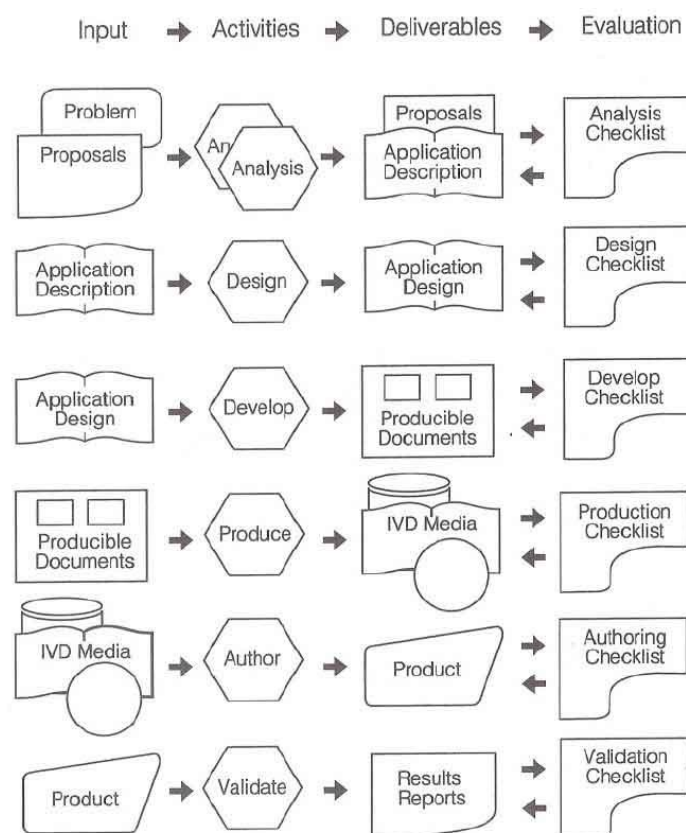 Input Activities Deliverables Evaluation
Problem
Proposals
An
Analysis
Proposals
Application
Description
Analysis
Checklist
Application
Description
Design
Application
Design
Design
Checklist
Application
Design
Develop
Producible
Documents
Develop
Checklist
Producible
Documents
Produce
IVD Media
Production
Checklist
IVD Media
Author
Product
Authoring
Checklist
Product
Validate
Results
Reports
Validation
Checklist